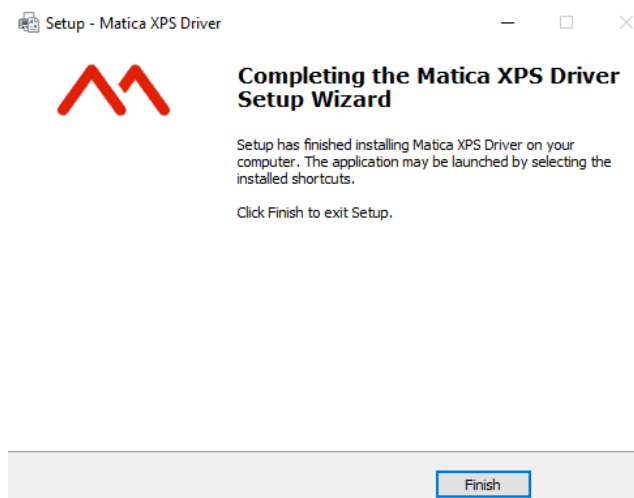 Setup - Matica XPS Driver
Completing the Matica XPS Driver
Setup Wizard
Setup has finished installing Matica XPS Driver on your
computer. The application may be launched by selecting the
installed shortcuts.
Click Finish to exit Setup.
Finish